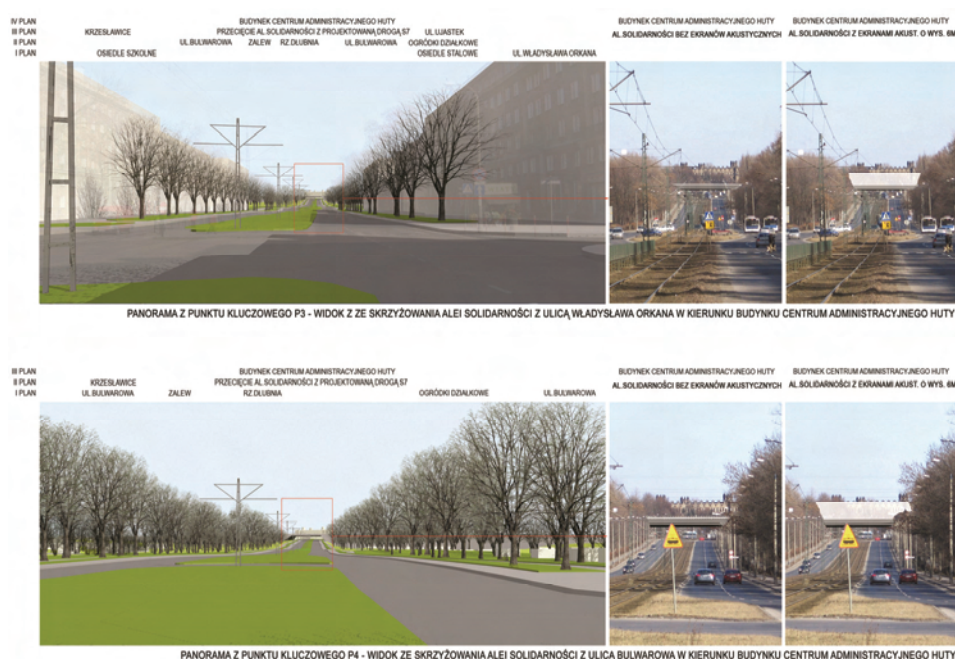 IV PLAN BUDYNEK CENTRUM ADMINISTRACYJNEGO HUTY
III PLAN KRZESŁAWICE PRZECIĘCIE AL.SOLIDARNOŚCI Z PROJEKTOWANĄ DROGĄ S7 UL.UJASTEK
II PLAN UL.BULWAROWA ZALEW RZ.DŁUBNIA UL.BULWAROWA OGRÓDKI DZIAŁKOWE
I PLAN OSIEDLE SZKOLNE OSIEDLE STALOWE UL.WŁADYSŁAWA ORKANA
BUDYNEK CENTRUM ADMINISTRACYJNEGO HUTY
AL.SOLIDARNOŚCI BEZ EKRANÓW AKUSTYCZNYCH
BUDYNEK CENTRUM ADMINISTRACYJNEGO HUTY
AL.SOLIDARNOŚCI Z EKRANAMI AKUST. O WYS. 6M
PANORAMA Z PUNKTU KLUCZOWEGO P3 - WIDOK Z ZE SKRZYŻOWANIA ALEI SOLIDARNOŚCI Z ULICĄ WŁADYSŁAWA ORKANA W KIERUNKU BUDYNKU CENTRUM ADMINISTRACYJNEGO HUTY
III PLAN BUDYNEK CENTRUM ADMINISTRACYJNEGO HUTY
II PLAN KRZESŁAWICE PRZECIĘCIE AL.SOLIDARNOŚCI Z PROJEKTOWANĄ DROGĄ S7
I PLAN UL.BULWAROWA ZALEW RZ.DŁUBNIA OGRÓDKI DZIAŁKOWE UL.BULWAROWA
BUDYNEK CENTRUM ADMINISTRACYJNEGO HUTY
AL.SOLIDARNOŚCI BEZ EKRANÓW AKUSTYCZNYCH
BUDYNEK CENTRUM ADMINISTRACYJNEGO HUTY
AL.SOLIDARNOŚCI Z EKRANAMI AKUST. O WYS. 6M
PANORAMA Z PUNKTU KLUCZOWEGO P4 - WIDOK ZE SKRZYŻOWANIA ALEI SOLIDARNOŚCI Z ULICA BULWAROWA W KIERUNKU BUDYNKU CENTRUM ADMINISTRACYJNEGO HUTY